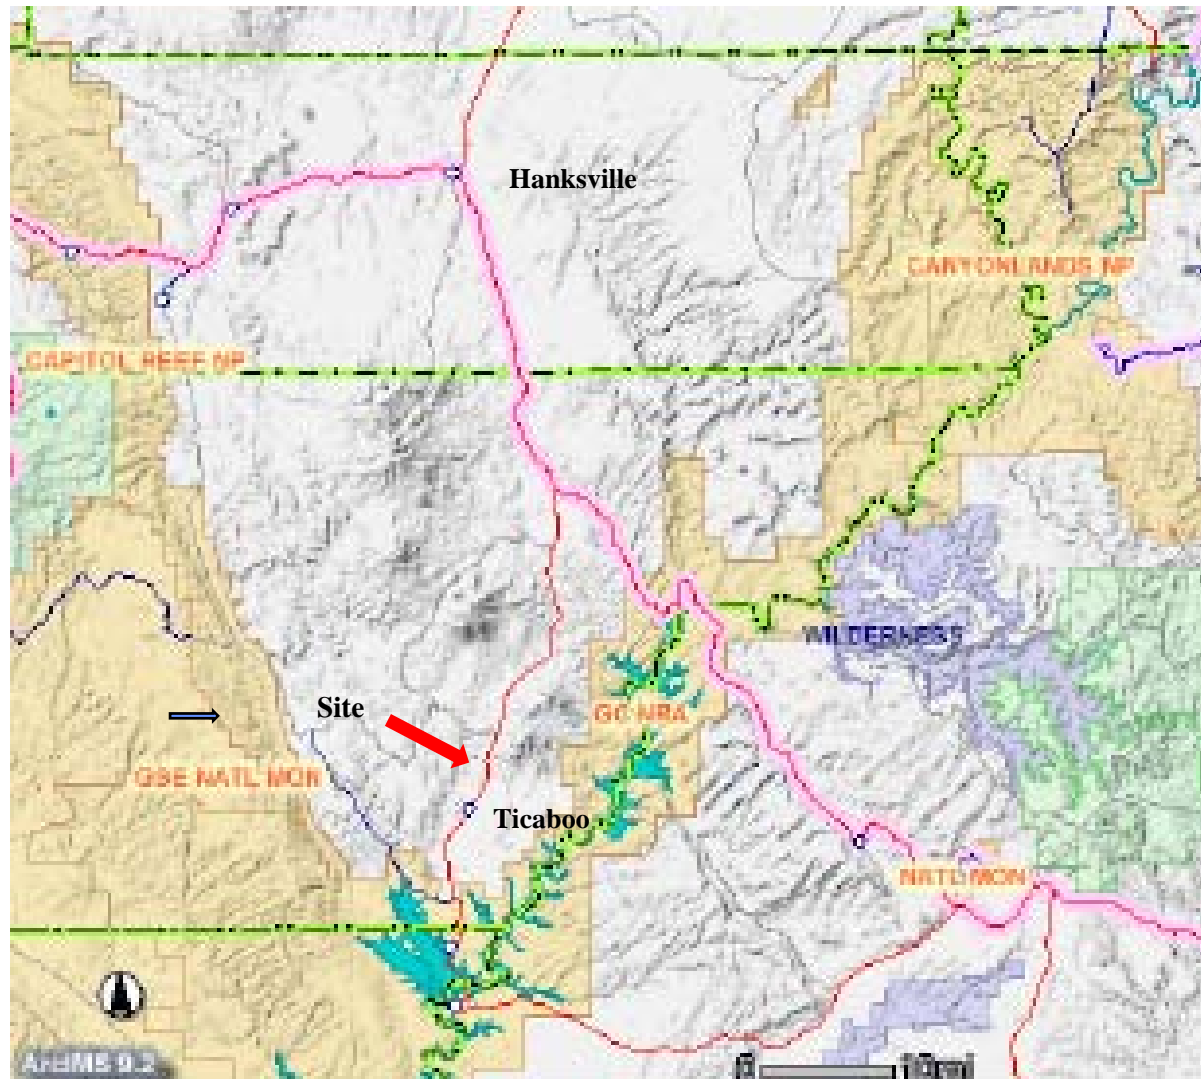 Hanksville
CANYONLANDS NP
CAPITOL REEF NP
WILDERNESS
Site
GC NRA
GSE NATL MON
Ticaboo
NATL MON
ArcIMS 9.2
0 10mi